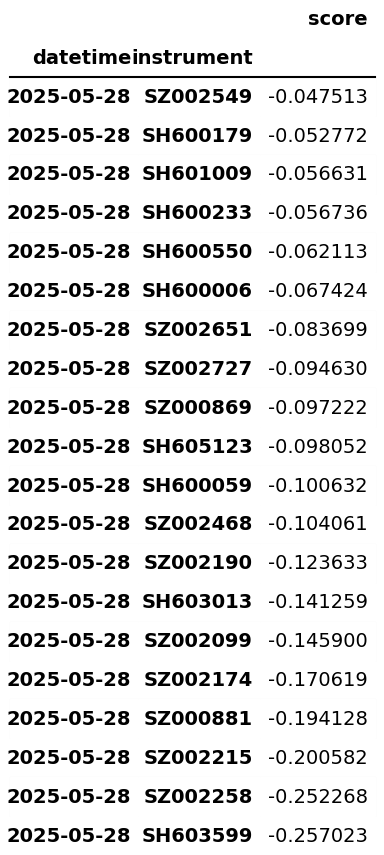 score
datetime instrument
2025-05-28 SZ002549 -0.047513
2025-05-28 SH600179 -0.052772
2025-05-28 SH601009 -0.056631
2025-05-28 SH600233 -0.056736
2025-05-28 SH600550 -0.062113
2025-05-28 SH600006 -0.067424
2025-05-28 SZ002651 -0.083699
2025-05-28 SZ002727 -0.094630
2025-05-28 SZ000869 -0.097222
2025-05-28 SH605123 -0.098052
2025-05-28 SH600059 -0.100632
2025-05-28 SZ002468 -0.104061
2025-05-28 SZ002190 -0.123633
2025-05-28 SH603013 -0.141259
2025-05-28 SZ002099 -0.145900
2025-05-28 SZ002174 -0.170619
2025-05-28 SZ000881 -0.194128
2025-05-28 SZ002215 -0.200582
2025-05-28 SZ002258 -0.252268
2025-05-28 SH603599 -0.257023